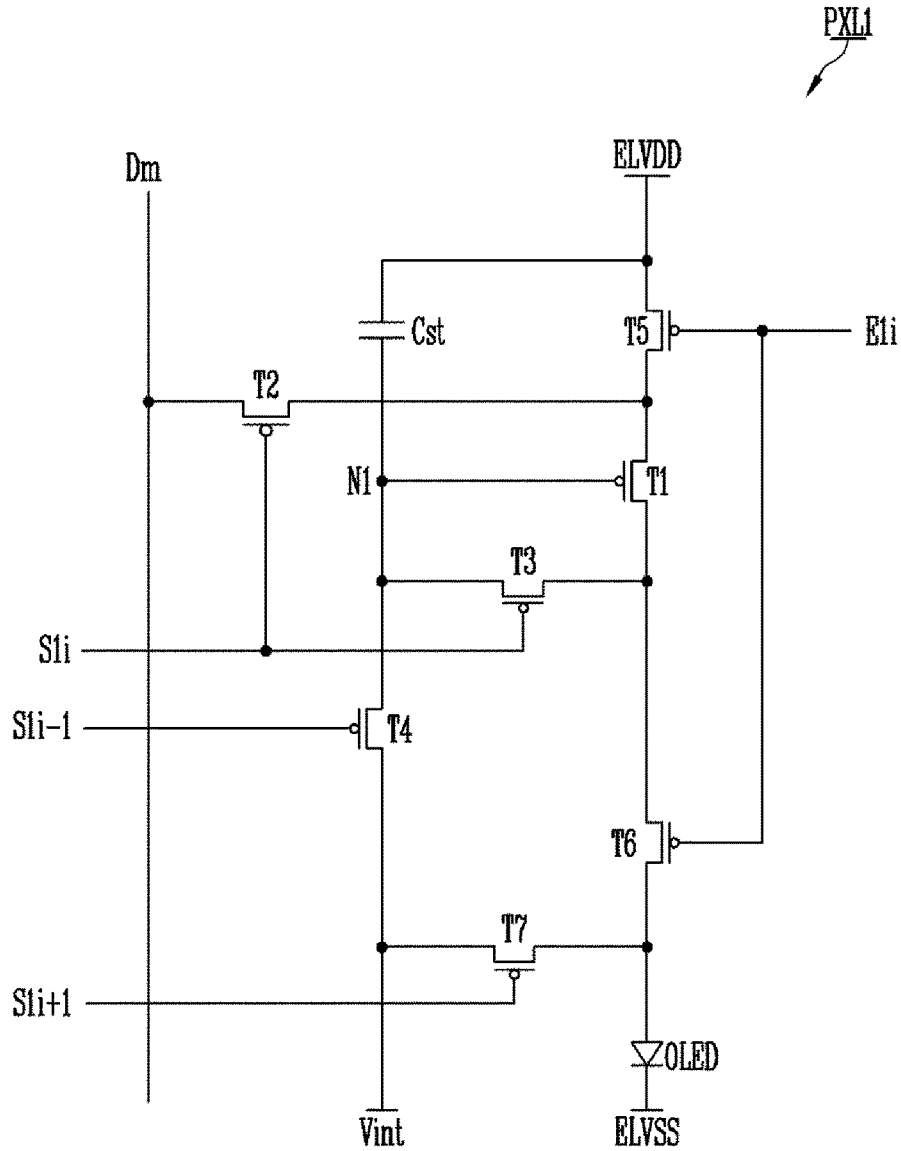 PXL1
ELVDD
Dm
Cst
T5
E1i
T2
N1
T1
T3
S1i
S1i-1
T4
T6
T7
S1i+1
OLED
Vint
ELVSS